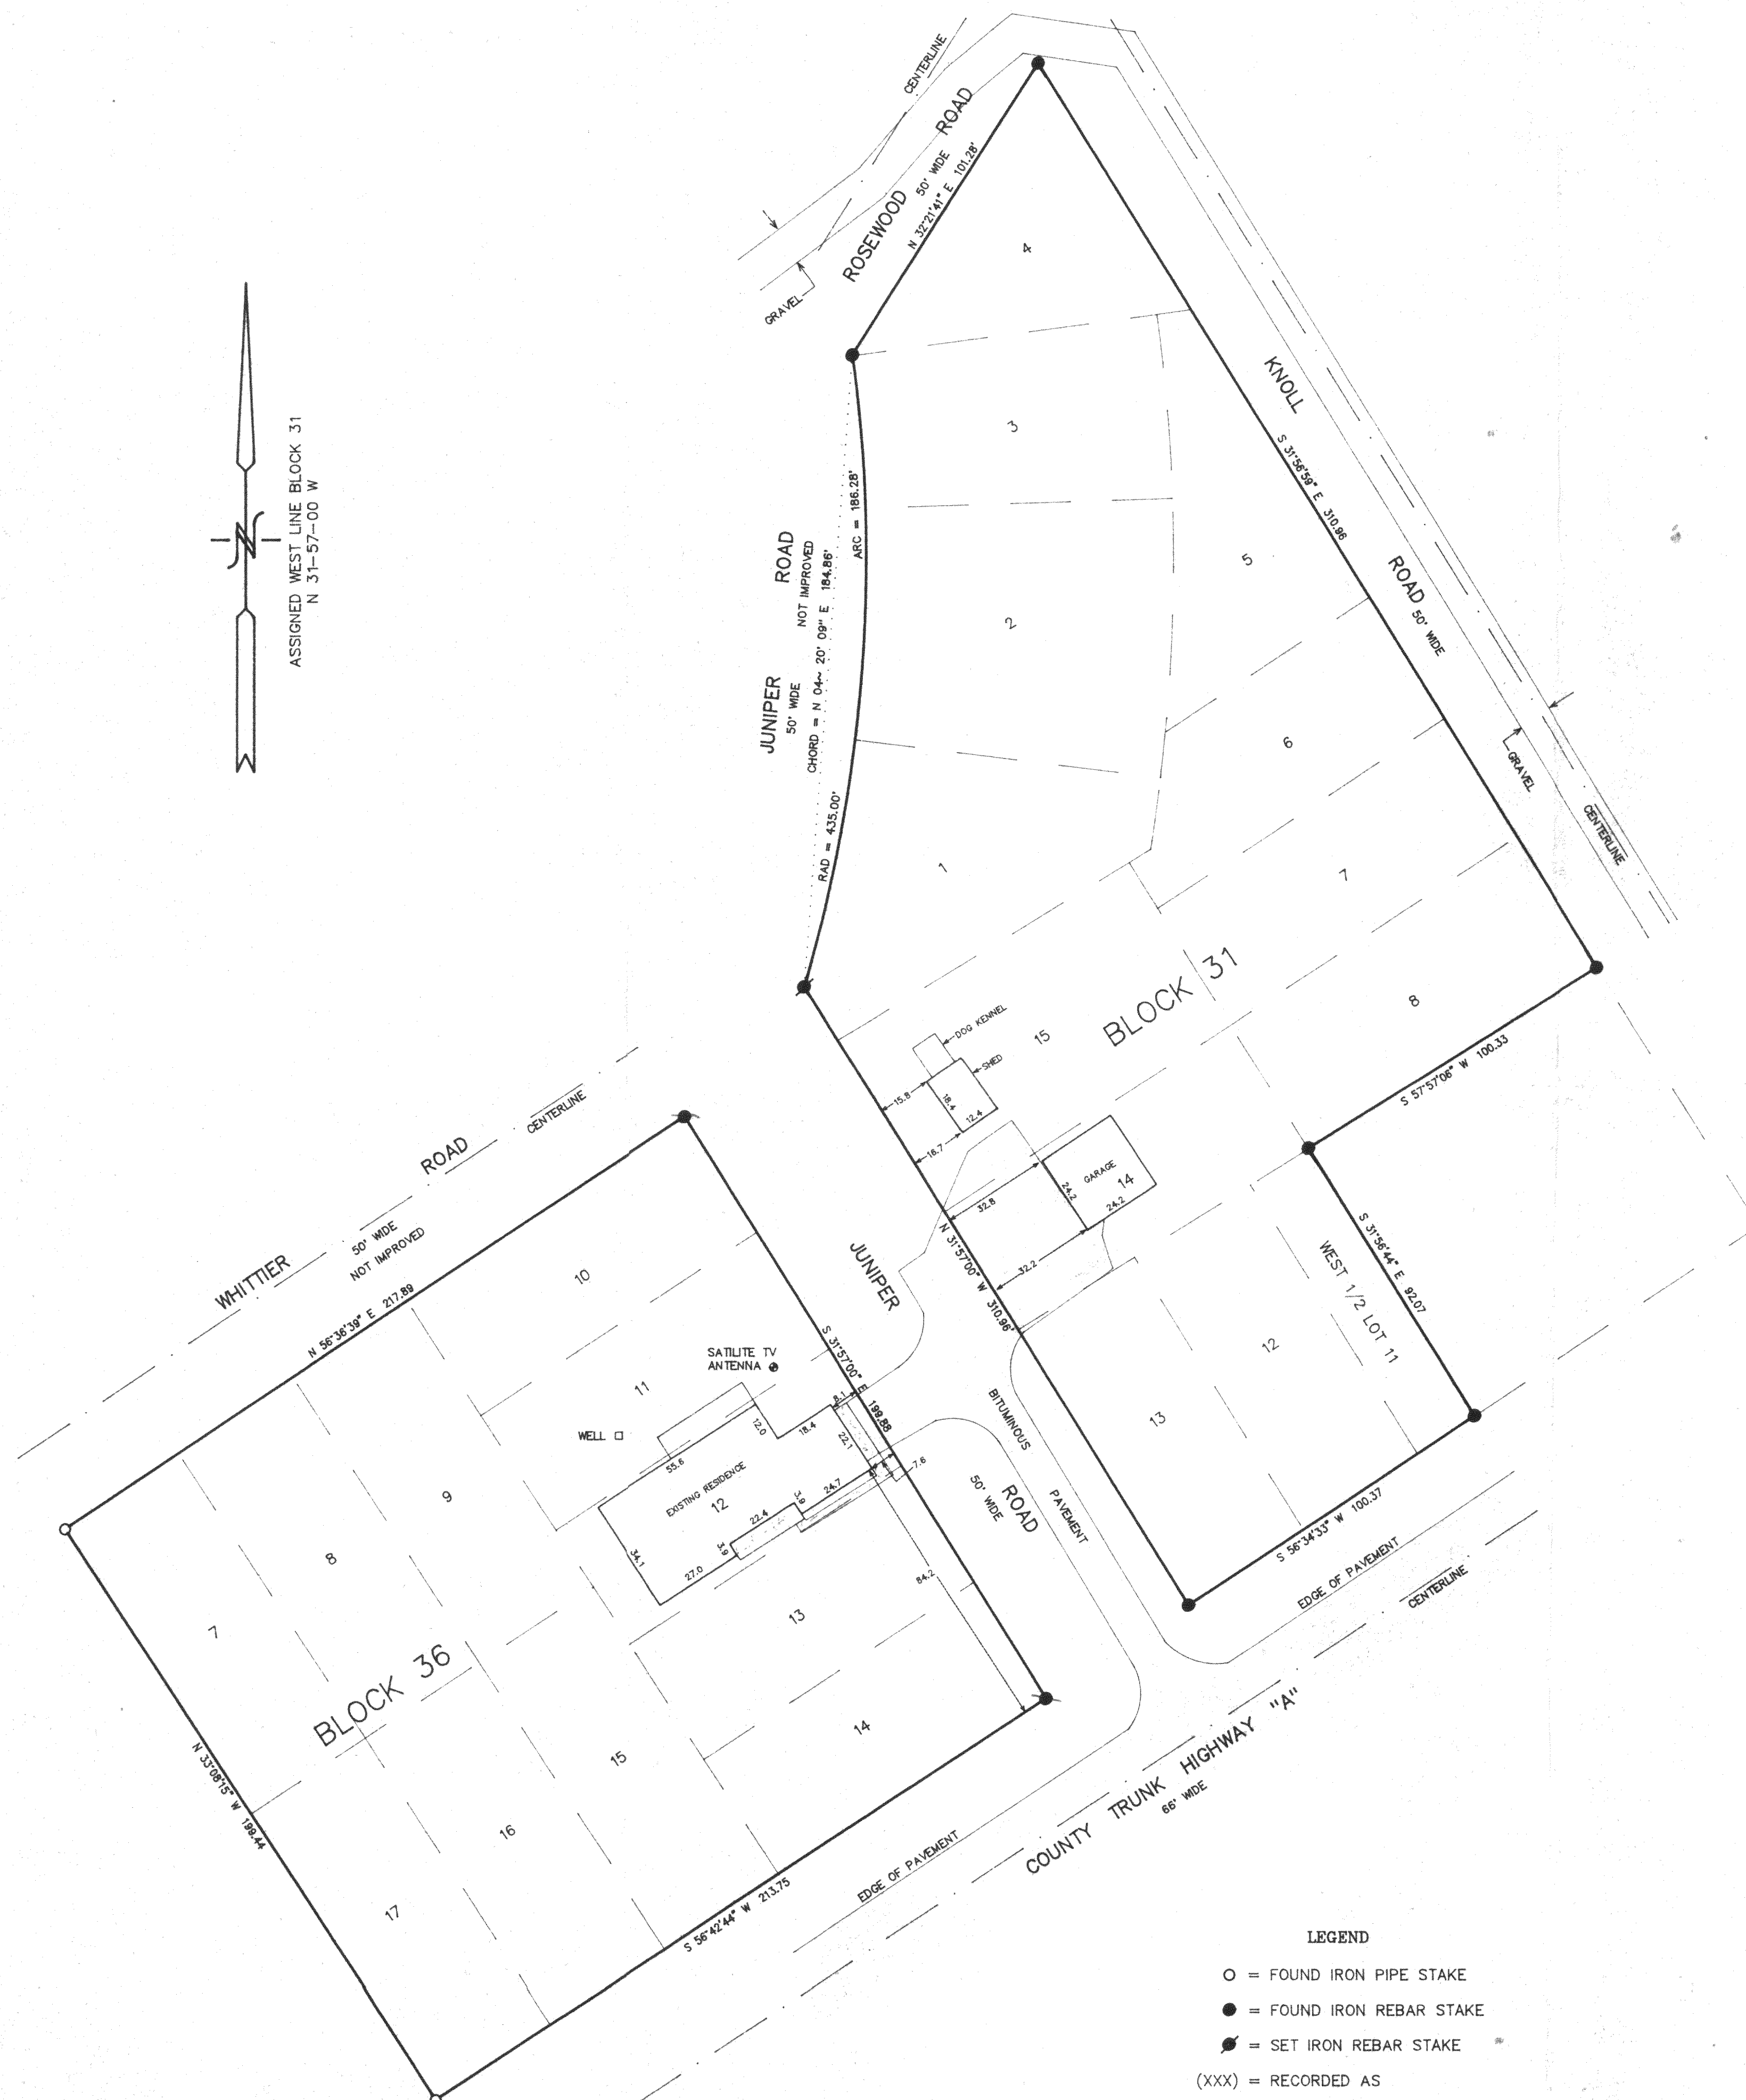 CENTERLINE
ROSEWOOD ROAD
50' WIDE
N 32°21'41" E 101.28'
GRAVEL
4
ASSIGNED WEST LINE BLOCK 31
N 31-57-00 W
N
3
KNOLL
ROAD
50' WIDE
S 31°56'59" E 310.96
ARC = 186.28'
JUNIPER ROAD
50' WIDE NOT IMPROVED
CHORD = N 04~ 20' 09" E 184.86'
RAD = 435.00'
2
5
6
GRAVEL
CENTERLINE
1
7
BLOCK 31
8
15
DOG KENNEL
SHED
15.8
18.4
12.4
16.7
S 57°57'06" W 100.33
GARAGE
14
24.2
24.2
32.8
32.2
N 31°57'00" W 310.96'
S 31°56'44" E 92.07
WEST 1/2 LOT 11
12
13
S 56°34'33" W 100.37
EDGE OF PAVEMENT
CENTERLINE
WHITTIER ROAD
50' WIDE
NOT IMPROVED
CENTERLINE
N 56°36'39" E 217.89
10
JUNIPER
ROAD
50' WIDE
BITUMINOUS
PAVEMENT
S 31°57'00" E 199.88
SATILITE TV
ANTENNA
11
WELL
8.1
12.0
18.4
22.1
55.6
7.6
EXISTING RESIDENCE
12
24.7
3.9
22.4
3.9
27.0
34.1
84.2
9
8
7
13
14
BLOCK 36
15
16
17
N 33°08'15" W 199.44
S 56°42'44" W 213.75
EDGE OF PAVEMENT
COUNTY TRUNK HIGHWAY "A"
66' WIDE
LEGEND
= FOUND IRON PIPE STAKE
= FOUND IRON REBAR STAKE
= SET IRON REBAR STAKE
(XXX) = RECORDED AS